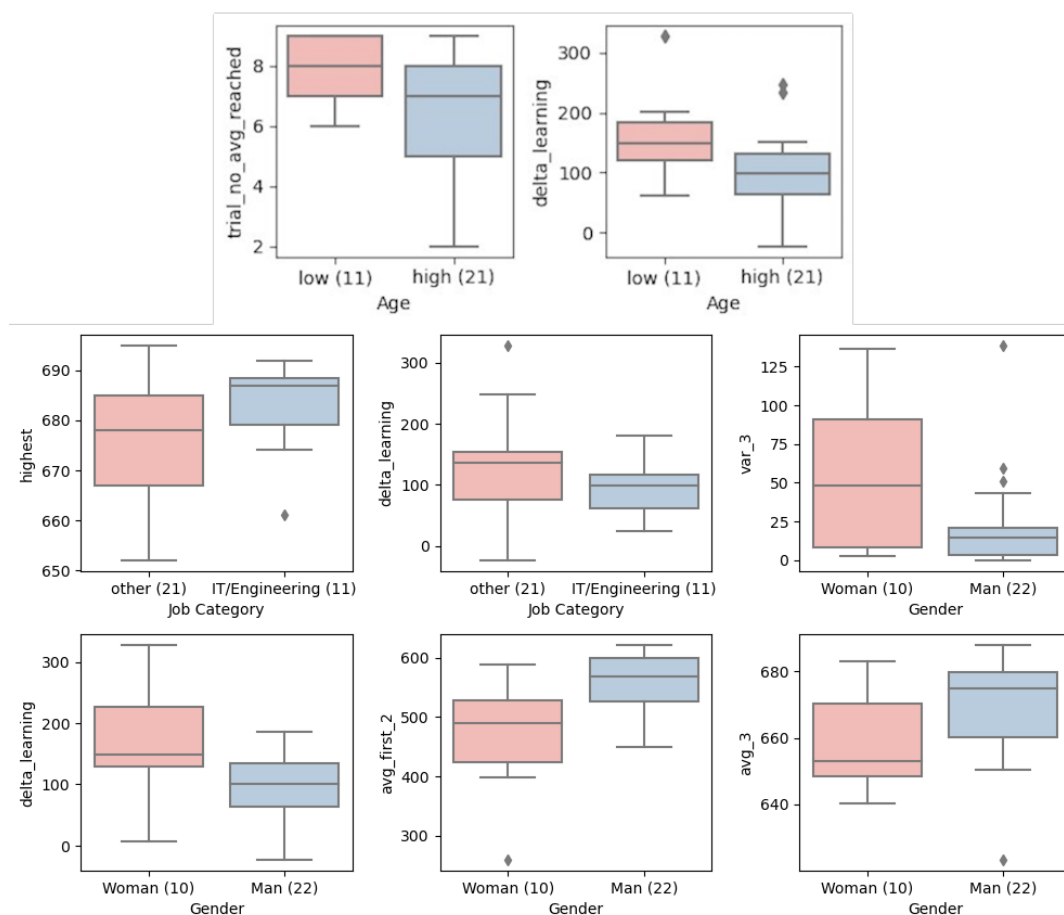 trial_no_avg_reached
8
6
4
2
low (11) high (21)
Age
delta_learning
300
200
100
0
low (11) high (21)
Age
highest
690
680
670
660
650
other (21) IT/Engineering (11)
Job Category
delta_learning
300
200
100
0
other (21) IT/Engineering (11)
Job Category
var_3
125
100
75
50
25
0
Woman (10) Man (22)
Gender
delta_learning
300
200
100
0
Woman (10) Man (22)
Gender
avg_first_2
600
500
400
300
Woman (10) Man (22)
Gender
avg_3
680
660
640
Woman (10) Man (22)
Gender